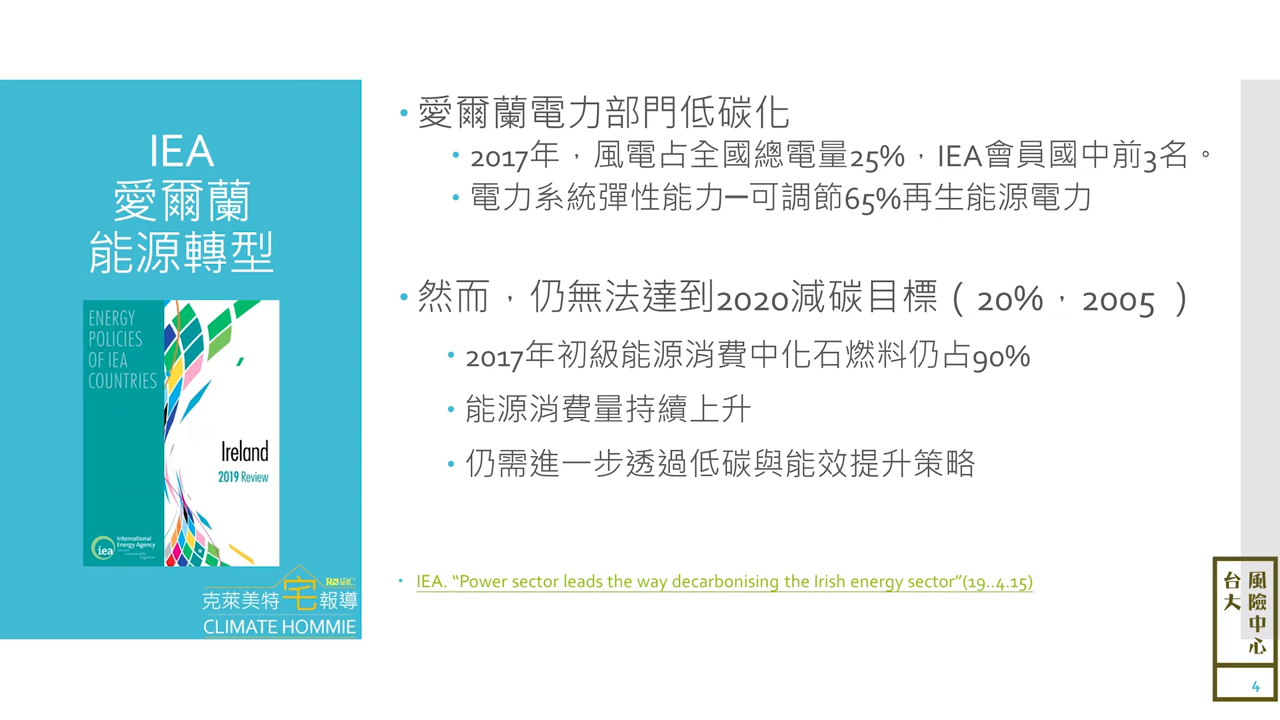 IEA
愛爾蘭
能源轉型
ENERGY
POLICIES
OF IEA
COUNTRIES
Ireland
2019 Review
iea
International
Energy Agency
克萊美特宅報導
CLIMATE HOMMIE
• 愛爾蘭電力部門低碳化
• 2017年，風電占全國總電量25%，IEA會員國中前3名。
• 電力系統彈性能力—可調節65%再生能源電力
• 然而，仍無法達到2020減碳目標（20%，2005 ）
• 2017年初級能源消費中化石燃料仍占90%
• 能源消費量持續上升
• 仍需進一步透過低碳與能效提升策略
• IEA. “Power sector leads the way decarbonising the Irish energy sector”(19..4.15)
台大
風險中心
4